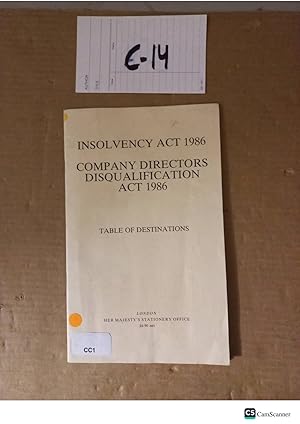 C-14
INSOLVENCY ACT 1986
COMPANY DIRECTORS
DISQUALIFICATION
ACT 1986
TABLE OF DESTINATIONS
LONDON
HER MAJESTY'S STATIONERY OFFICE
CC1
CS CamScanner